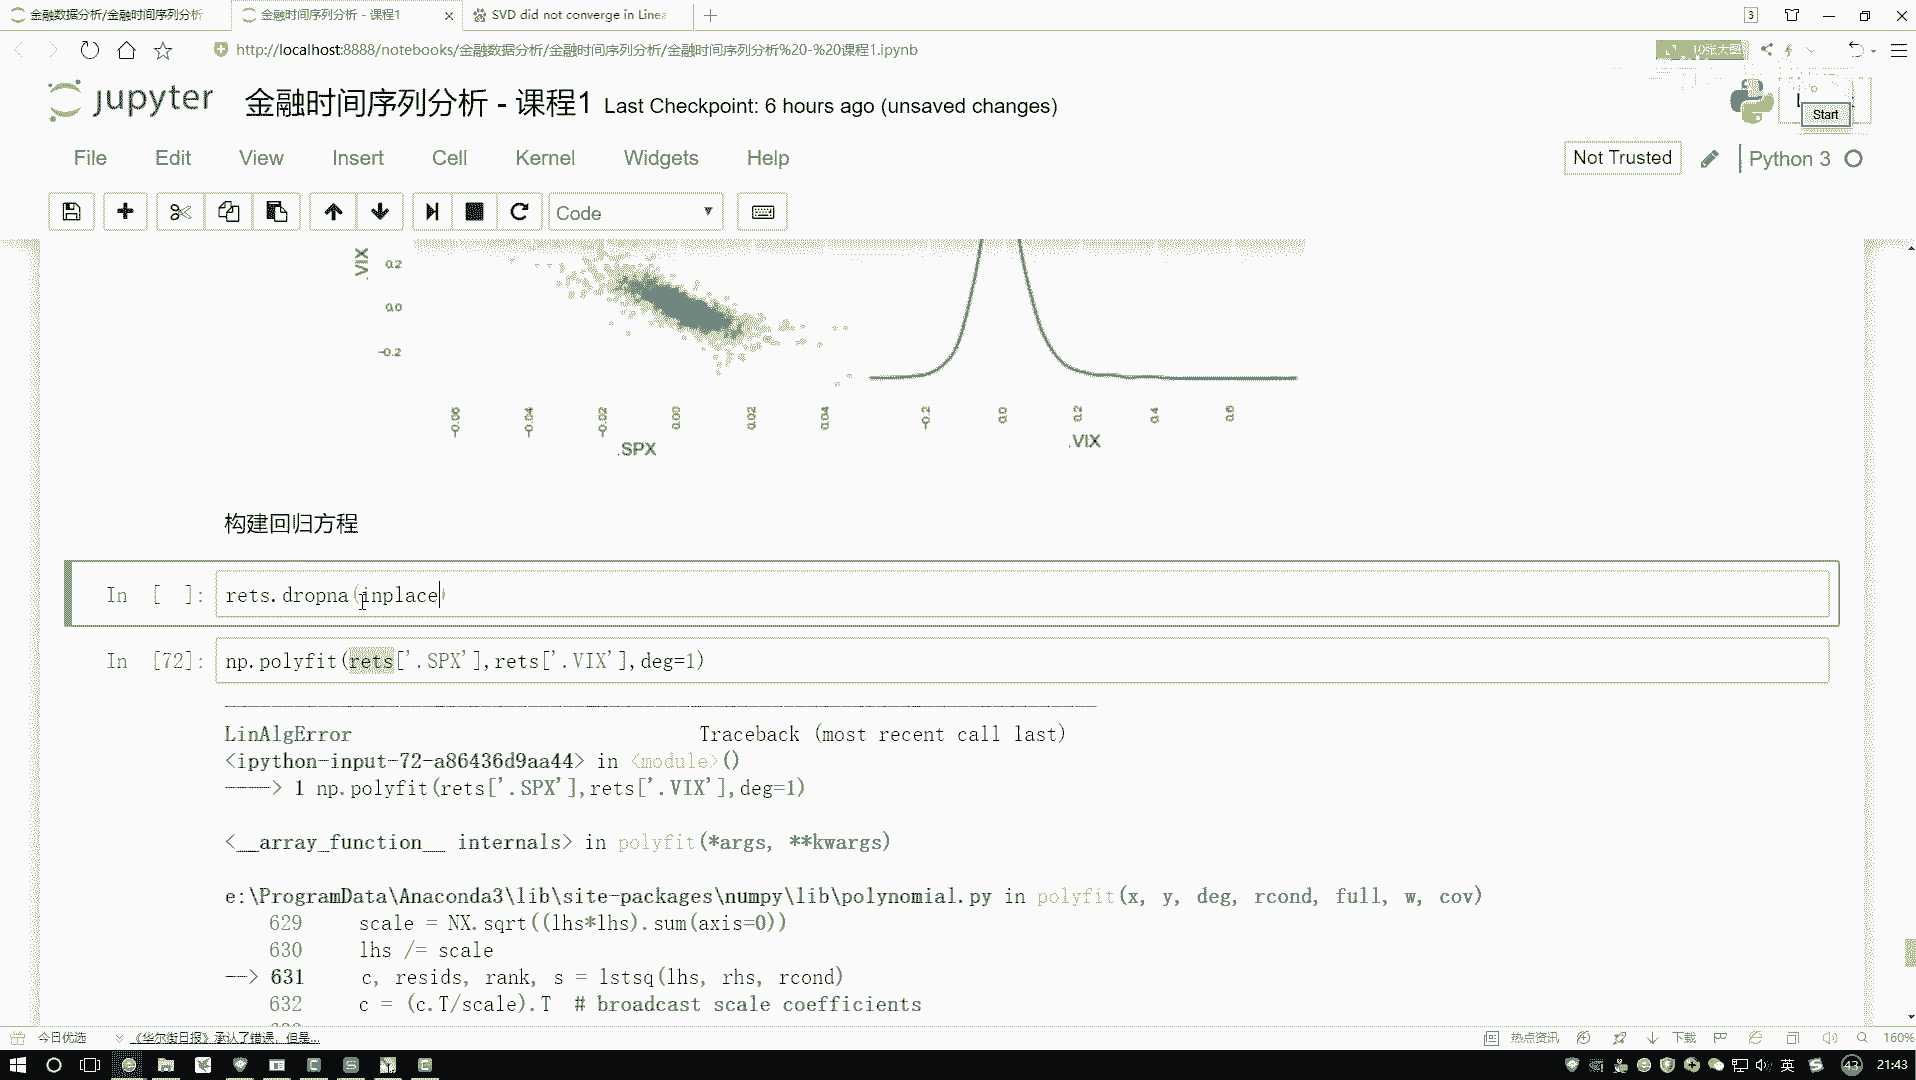 金融数据分析/金融时间序列分析
金融时间序列分析 - 课程1
SVD did not converge in Linea
3
http://localhost:8888/notebooks/金融数据分析/金融时间序列分析/金融时间序列分析%20-%20课程1.ipynb
10张大图
jupyter
金融时间序列分析 - 课程1 Last Checkpoint: 6 hours ago (unsaved changes)
Start
File Edit View Insert Cell Kernel Widgets Help
Not Trusted
Python 3
Code
.VIX
0.2
0.0
-0.2
-0.06 -0.04 -0.02 0.00 0.02 0.04
-0.2 0.0 0.2 0.4 0.6
.SPX
.VIX
构建回归方程
In [ ]: rets.dropna(inplace)
In [72]: np.polyfit(rets['.SPX'],rets['.VIX'],deg=1)
LinAlgError Traceback (most recent call last)
<ipython-input-72-a86436d9aa44> in <module>()
----> 1 np.polyfit(rets['.SPX'],rets['.VIX'],deg=1)
<__array_function__ internals> in polyfit(*args, **kwargs)
e:\ProgramData\Anaconda3\lib\site-packages\numpy\lib\polynomial.py in polyfit(x, y, deg, rcond, full, w, cov)
629 scale = NX.sqrt((lhs*lhs).sum(axis=0))
630 lhs /= scale
--> 631 c, resids, rank, s = lstsq(lhs, rhs, rcond)
632 c = (c.T/scale).T # broadcast scale coefficients
今日优选
《华尔街日报》承认了错误，但是...
热点资讯
下载
160%
英
43
21:43